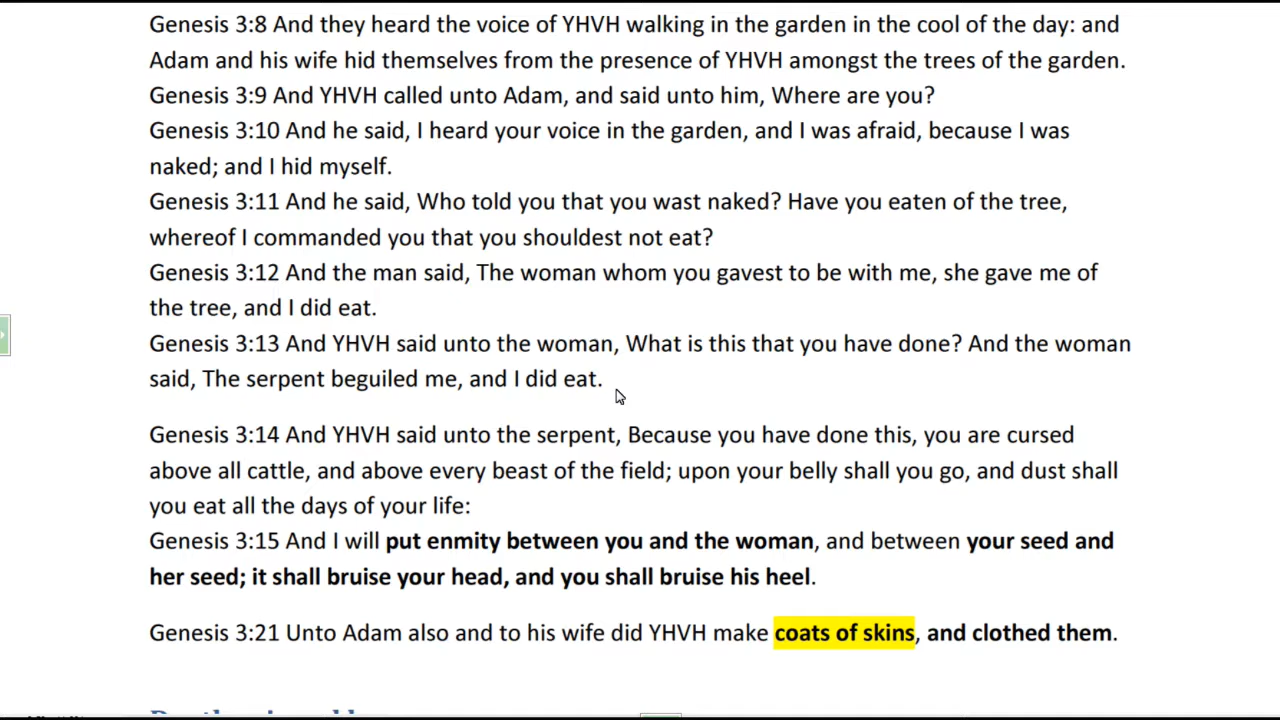 Genesis 3:8 And they heard the voice of YHVH walking in the garden in the cool of the day: and
Adam and his wife hid themselves from the presence of YHVH amongst the trees of the garden.
Genesis 3:9 And YHVH called unto Adam, and said unto him, Where are you?
Genesis 3:10 And he said, I heard your voice in the garden, and I was afraid, because I was
naked; and I hid myself.
Genesis 3:11 And he said, Who told you that you wast naked? Have you eaten of the tree,
whereof I commanded you that you shouldest not eat?
Genesis 3:12 And the man said, The woman whom you gavest to be with me, she gave me of
the tree, and I did eat.
Genesis 3:13 And YHVH said unto the woman, What is this that you have done? And the woman
said, The serpent beguiled me, and I did eat.
Genesis 3:14 And YHVH said unto the serpent, Because you have done this, you are cursed
above all cattle, and above every beast of the field; upon your belly shall you go, and dust shall
you eat all the days of your life:
Genesis 3:15 And I will put enmity between you and the woman, and between your seed and
her seed; it shall bruise your head, and you shall bruise his heel.
Genesis 3:21 Unto Adam also and to his wife did YHVH make coats of skins, and clothed them.